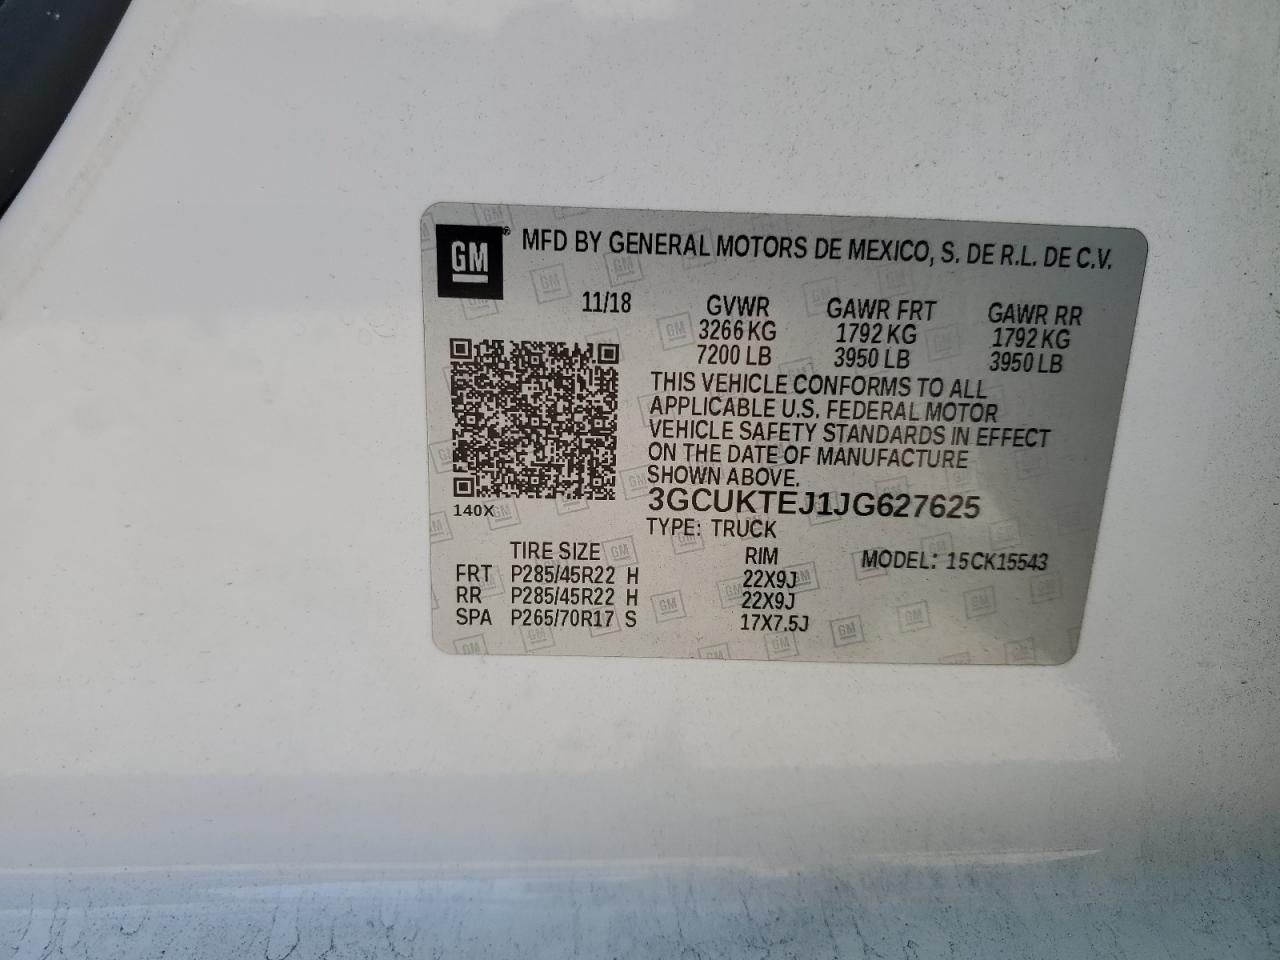 GM® MFD BY GENERAL MOTORS DE MEXICO, S. DE R.L. DE C.V.
11/18 GVWR GAWR FRT GAWR RR
3266 KG 1792 KG 1792 KG
7200 LB 3950 LB 3950 LB
THIS VEHICLE CONFORMS TO ALL
APPLICABLE U.S. FEDERAL MOTOR
VEHICLE SAFETY STANDARDS IN EFFECT
ON THE DATE OF MANUFACTURE
SHOWN ABOVE.
3GCUKTEJ1JG627625
140X
TYPE: TRUCK
TIRE SIZE RIM MODEL: 15CK15543
FRT P285/45R22 H 22X9J
RR P285/45R22 H 22X9J
SPA P265/70R17 S 17X7.5J